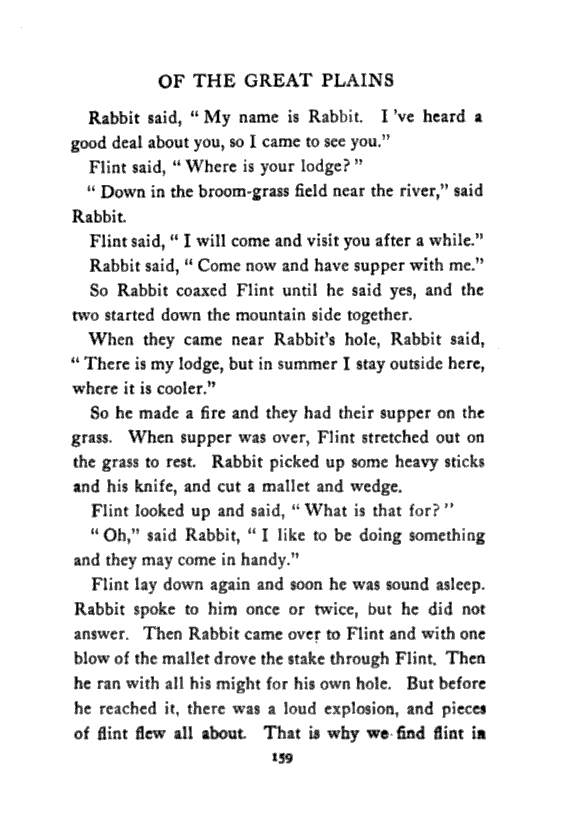 OF THE GREAT PLAINS
Rabbit said, “ My name is Rabbit. I 've heard a
good deal about you, so I came to see you.”
Flint said, “ Where is your lodge? ”
“ Down in the broom-grass field near the river,” said
Rabbit.
Flint said, “ I will come and visit you after a while.”
Rabbit said, “ Come now and have supper with me.”
So Rabbit coaxed Flint until he said yes, and the
two started down the mountain side together.
When they came near Rabbit's hole, Rabbit said,
“ There is my lodge, but in summer I stay outside here,
where it is cooler.”
So he made a fire and they had their supper on the
grass. When supper was over, Flint stretched out on
the grass to rest. Rabbit picked up some heavy sticks
and his knife, and cut a mallet and wedge.
Flint looked up and said, “ What is that for? ”
“ Oh,” said Rabbit, “ I like to be doing something
and they may come in handy.”
Flint lay down again and soon he was sound asleep.
Rabbit spoke to him once or twice, but he did not
answer. Then Rabbit came over to Flint and with one
blow of the mallet drove the stake through Flint. Then
he ran with all his might for his own hole. But before
he reached it, there was a loud explosion, and pieces
of flint flew all about. That is why we find flint in
159